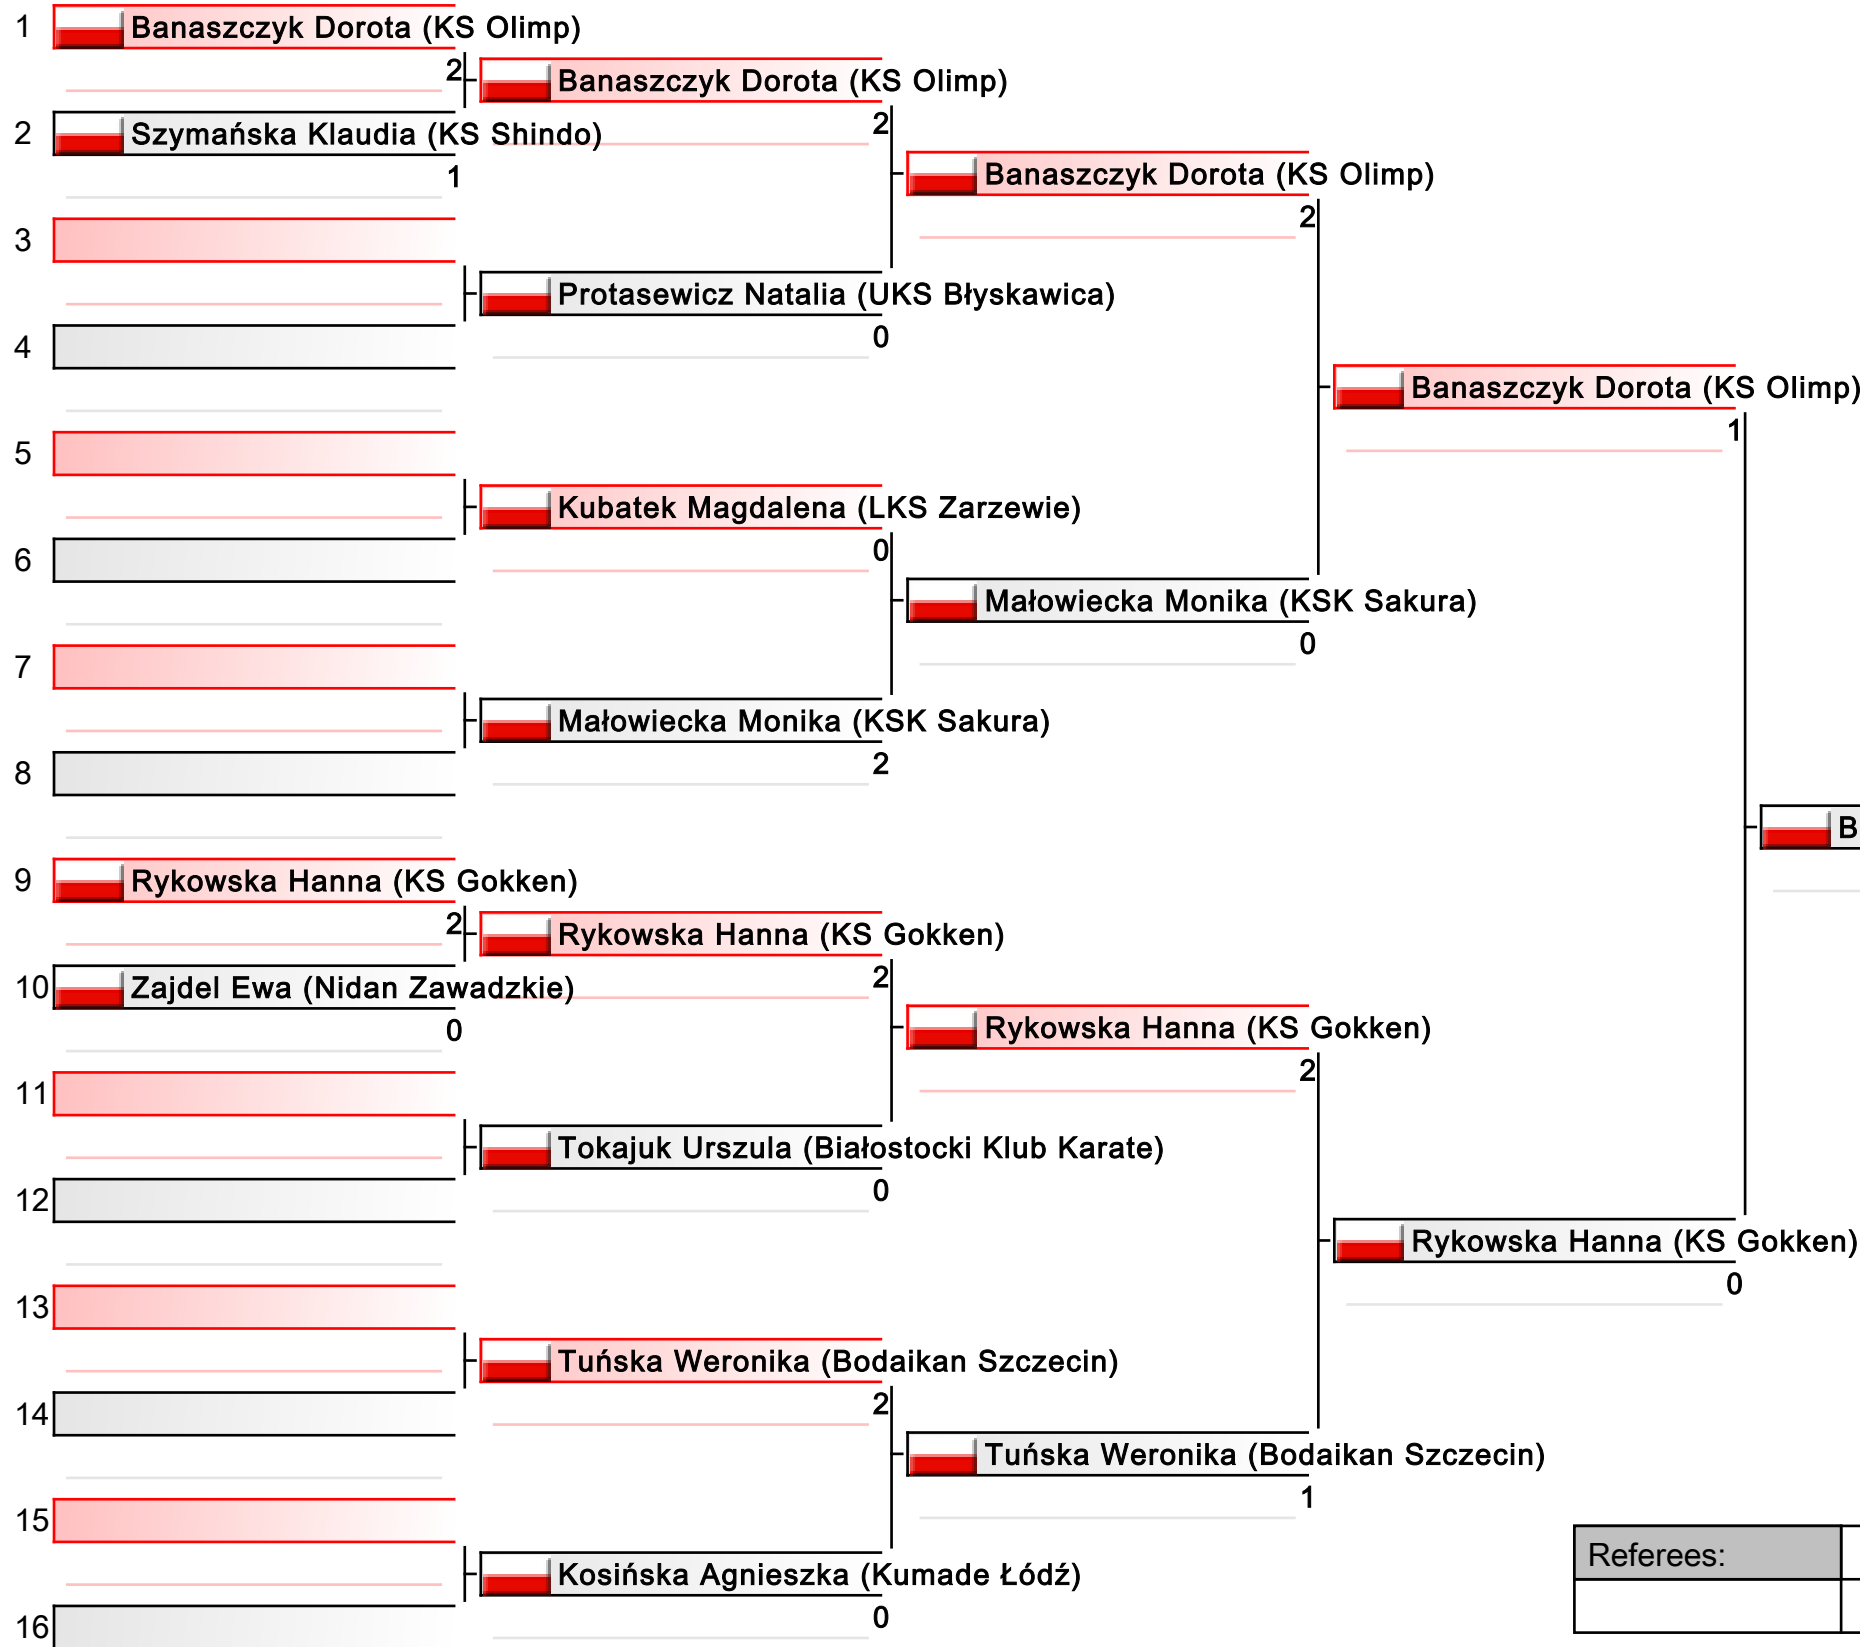 1 Banaszczyk Dorota (KS Olimp)
2 Banaszczyk Dorota (KS Olimp)
2 Szymańska Klaudia (KS Shindo) 2
1 Banaszczyk Dorota (KS Olimp)
2
3
Protasewicz Natalia (UKS Błyskawica)
4 0
Banaszczyk Dorota (KS Olimp)
1
5
Kubatek Magdalena (LKS Zarzewie)
6 0
Małowiecka Monika (KSK Sakura)
0
7
Małowiecka Monika (KSK Sakura)
8 2
B
9 Rykowska Hanna (KS Gokken)
2 Rykowska Hanna (KS Gokken)
10 Zajdel Ewa (Nidan Zawadzkie) 2
0 Rykowska Hanna (KS Gokken)
2
11
Tokajuk Urszula (Białostocki Klub Karate)
12 0
Rykowska Hanna (KS Gokken)
0
13
Tuńska Weronika (Bodaikan Szczecin)
14 2
Tuńska Weronika (Bodaikan Szczecin)
1
15
Referees:
Kosińska Agnieszka (Kumade Łódź)
16 0